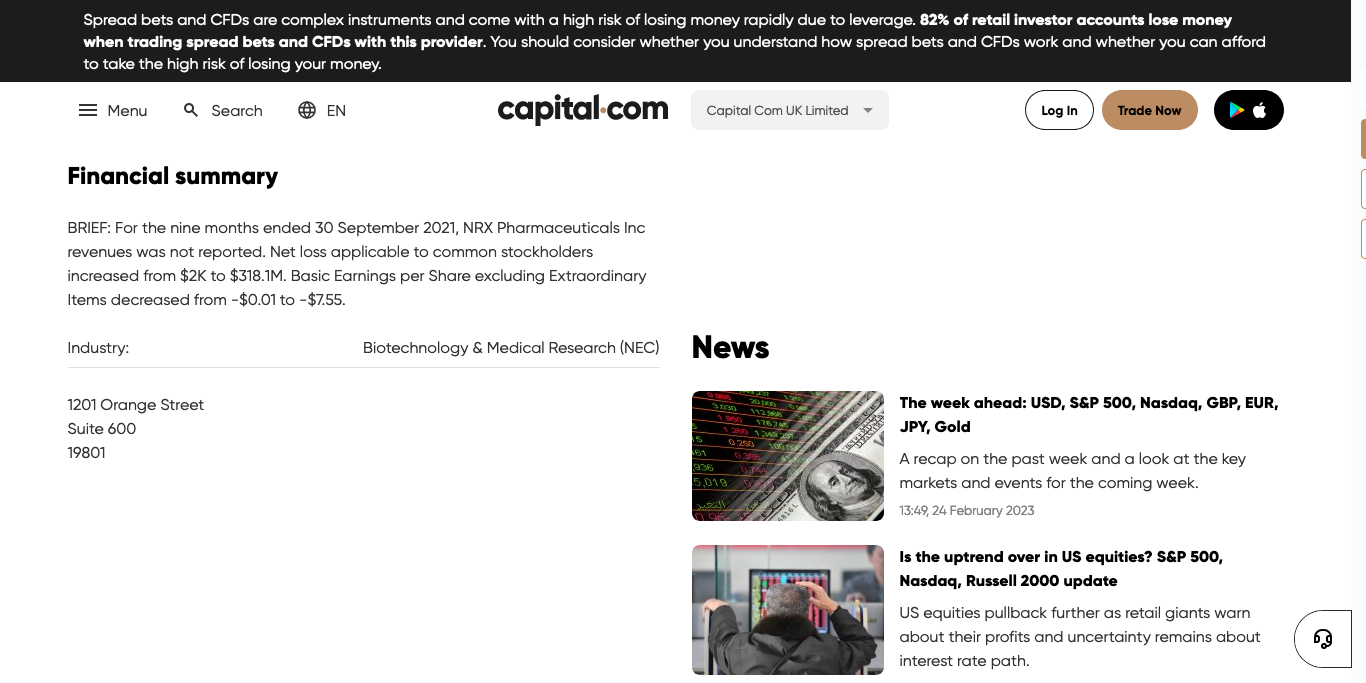 Spread bets and CFDs are complex instruments and come with a high risk of losing money rapidly due to leverage. 82% of retail investor accounts lose money
when trading spread bets and CFDs with this provider. You should consider whether you understand how spread bets and CFDs work and whether you can afford
to take the high risk of losing your money.
Menu
Search
EN
capital.com
Capital Com UK Limited
Log In
Trade Now
Financial summary
BRIEF: For the nine months ended 30 September 2021, NRX Pharmaceuticals Inc
revenues was not reported. Net loss applicable to common stockholders
increased from $2K to $318.1M. Basic Earnings per Share excluding Extraordinary
Items decreased from -$0.01 to -$7.55.
Industry:
Biotechnology & Medical Research (NEC)
1201 Orange Street
Suite 600
19801
News
The week ahead: USD, S&P 500, Nasdaq, GBP, EUR,
JPY, Gold
A recap on the past week and a look at the key
markets and events for the coming week.
13:49, 24 February 2023
Is the uptrend over in US equities? S&P 500,
Nasdaq, Russell 2000 update
US equities pullback further as retail giants warn
about their profits and uncertainty remains about
interest rate path.